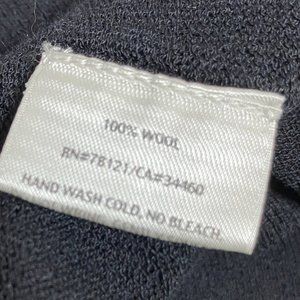 100% WOOL
RN#78121/CA#34460
HAND WASH COLD, NO BLEACH